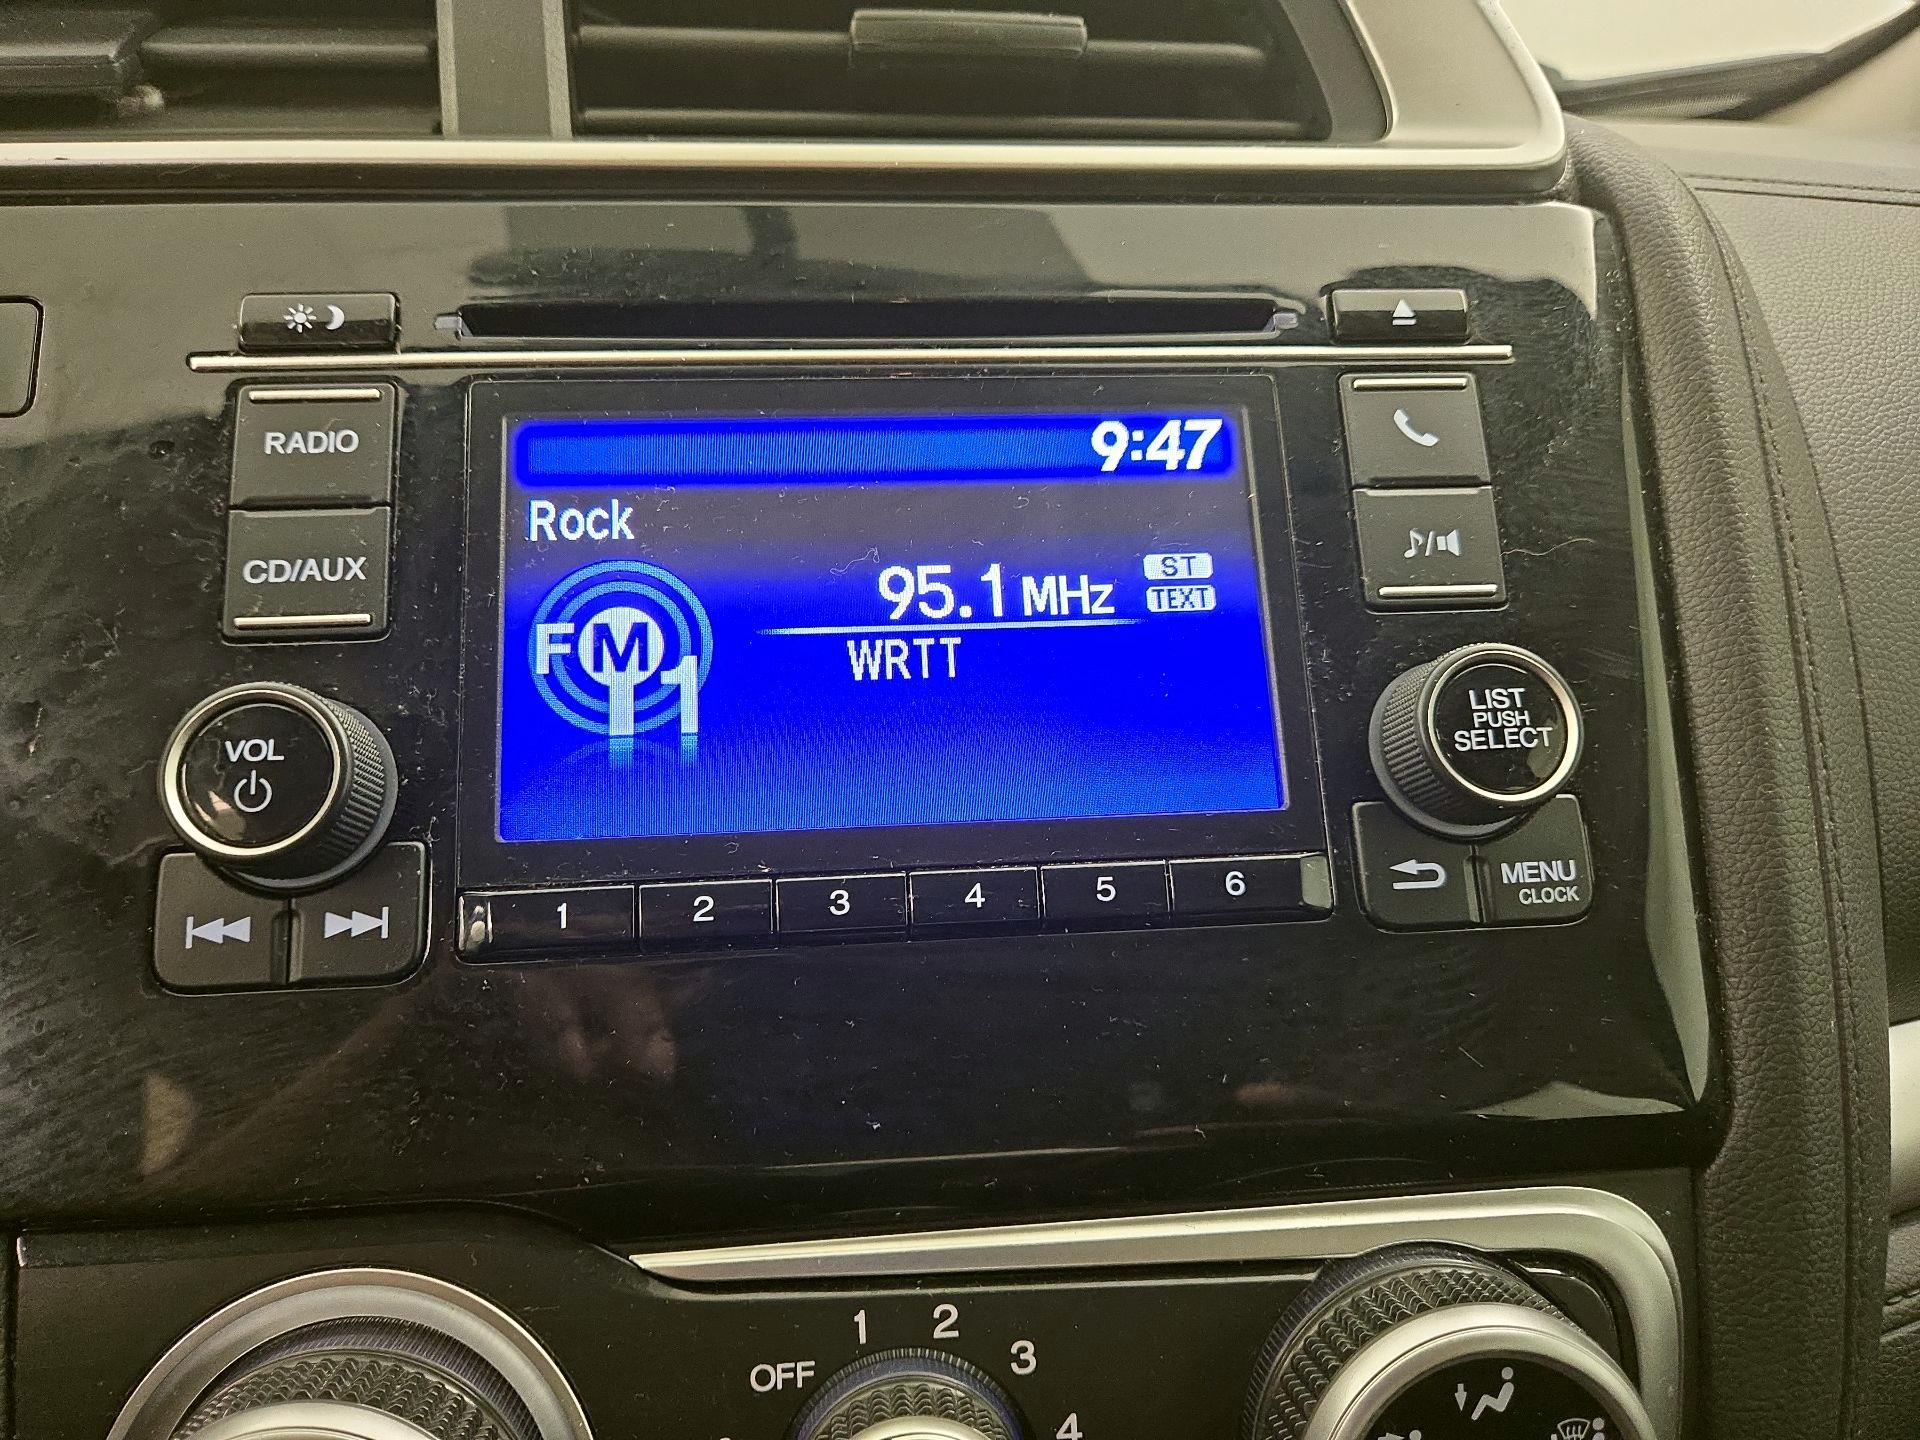 RADIO
CD/AUX
9:47
Rock
95.1 MHz
ST
TEXT
FM
1
WRTT
VOL
LIST
PUSH
SELECT
MENU
CLOCK
1 2 3 4 5 6
OFF 1 2 3 4